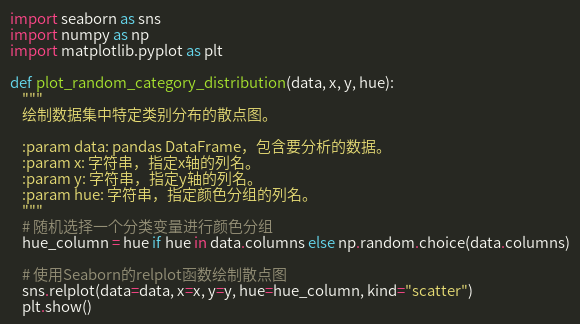 import seaborn as sns
import numpy as np
import matplotlib.pyplot as plt
def plot_random_category_distribution(data, x, y, hue):
"""
绘制数据集中特定类别分布的散点图。
:param data: pandas DataFrame，包含要分析的数据。
:param x: 字符串，指定x轴的列名。
:param y: 字符串，指定y轴的列名。
:param hue: 字符串，指定颜色分组的列名。
"""
# 随机选择一个分类变量进行颜色分组
hue_column = hue if hue in data.columns else np.random.choice(data.columns)
# 使用Seaborn的relplot函数绘制散点图
sns.relplot(data=data, x=x, y=y, hue=hue_column, kind="scatter")
plt.show()